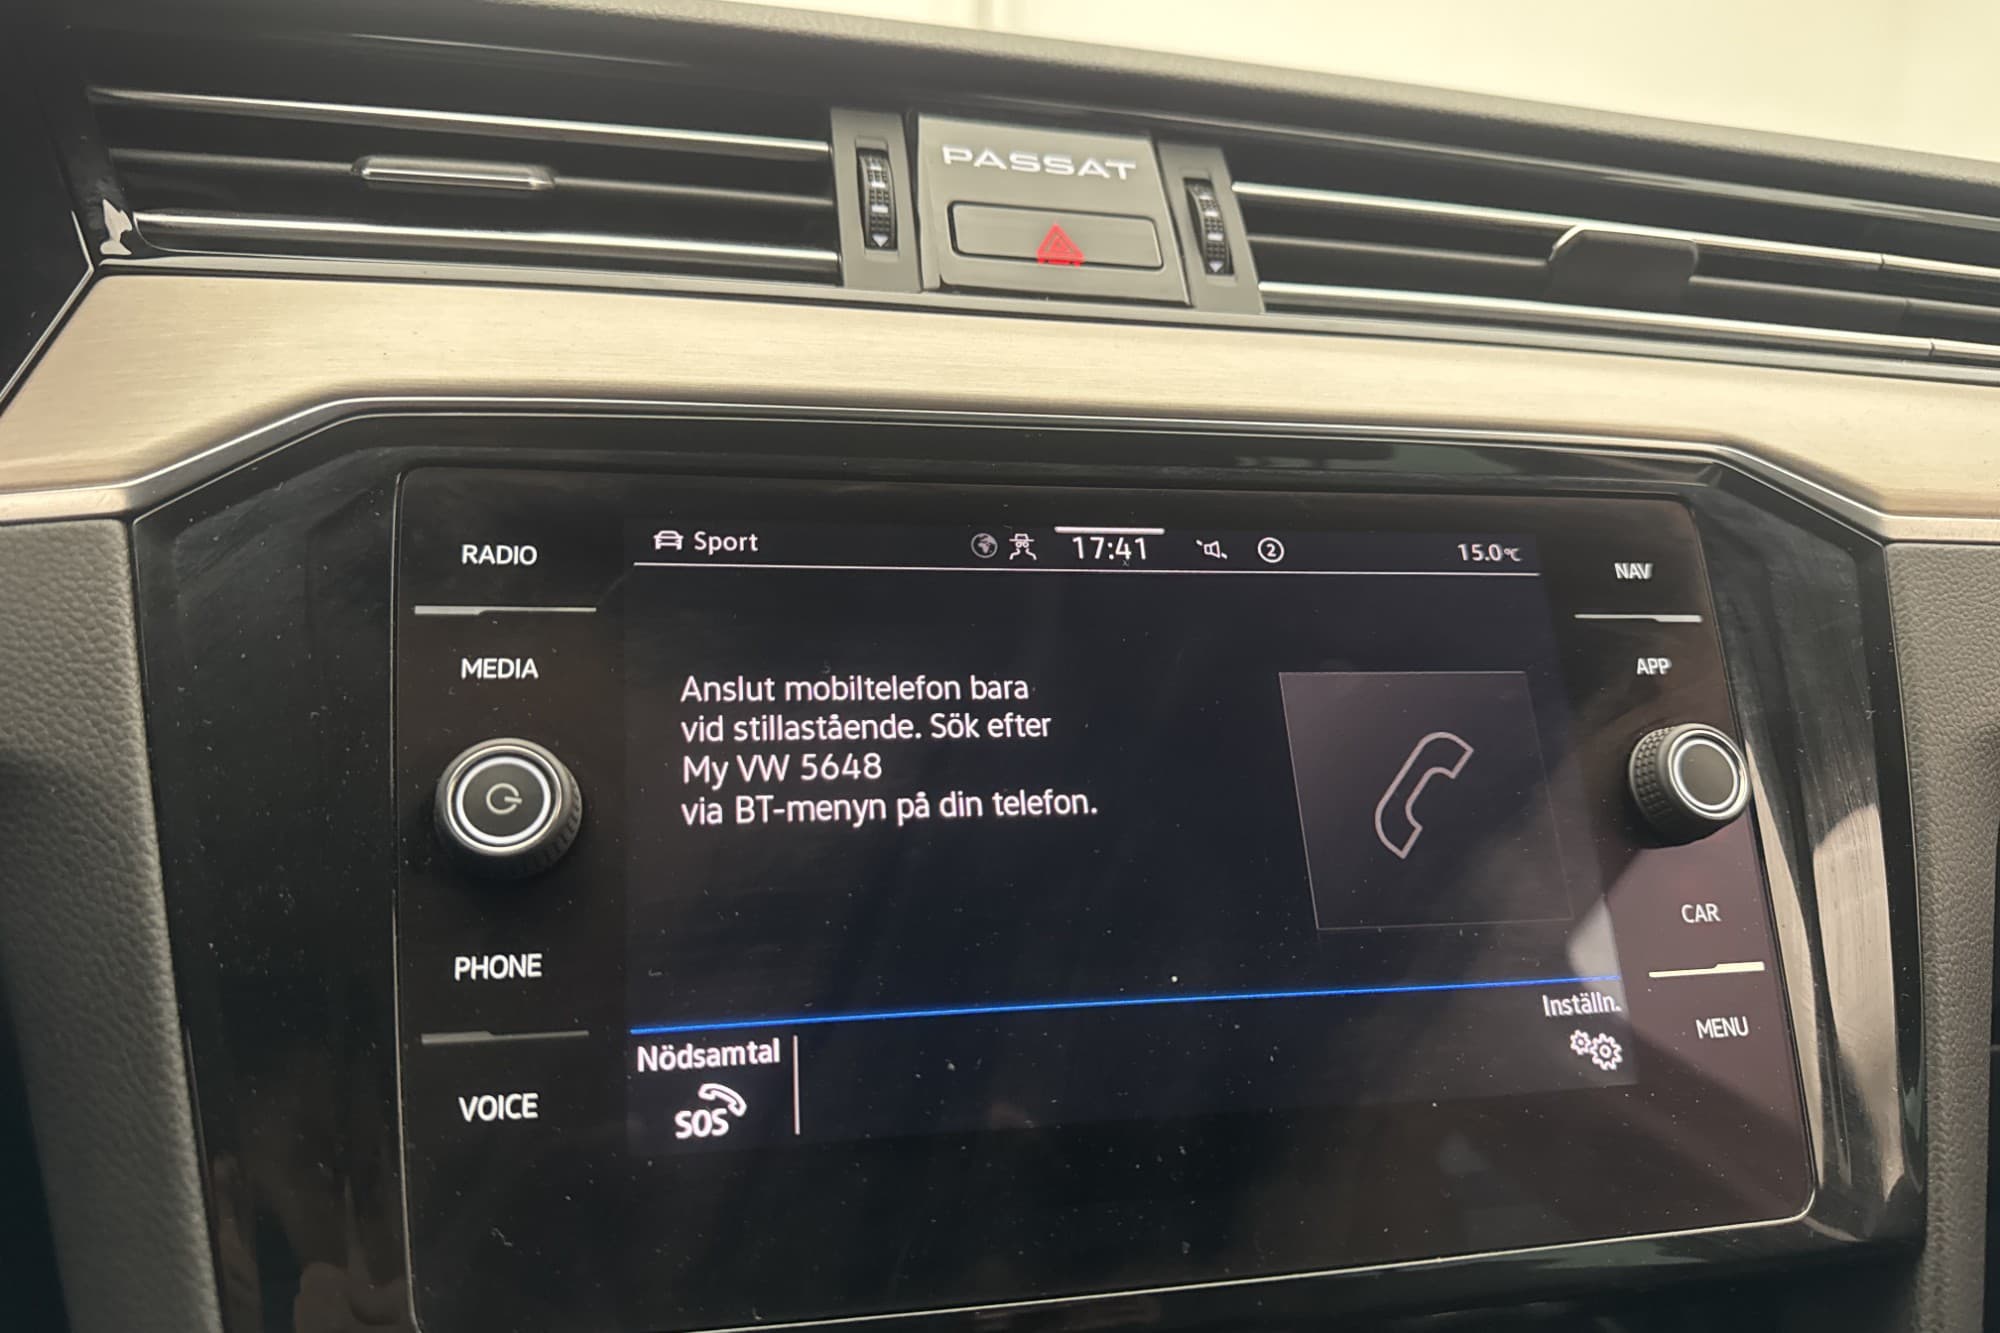 PASSAT
RADIO
MEDIA
PHONE
VOICE
Sport
17:41
2
15.0°C
Anslut mobiltelefon bara
vid stillastående. Sök efter
My VW 5648
via BT-menyn på din telefon.
Nödsamtal
SOS
Inställn.
NAV
APP
CAR
MENU